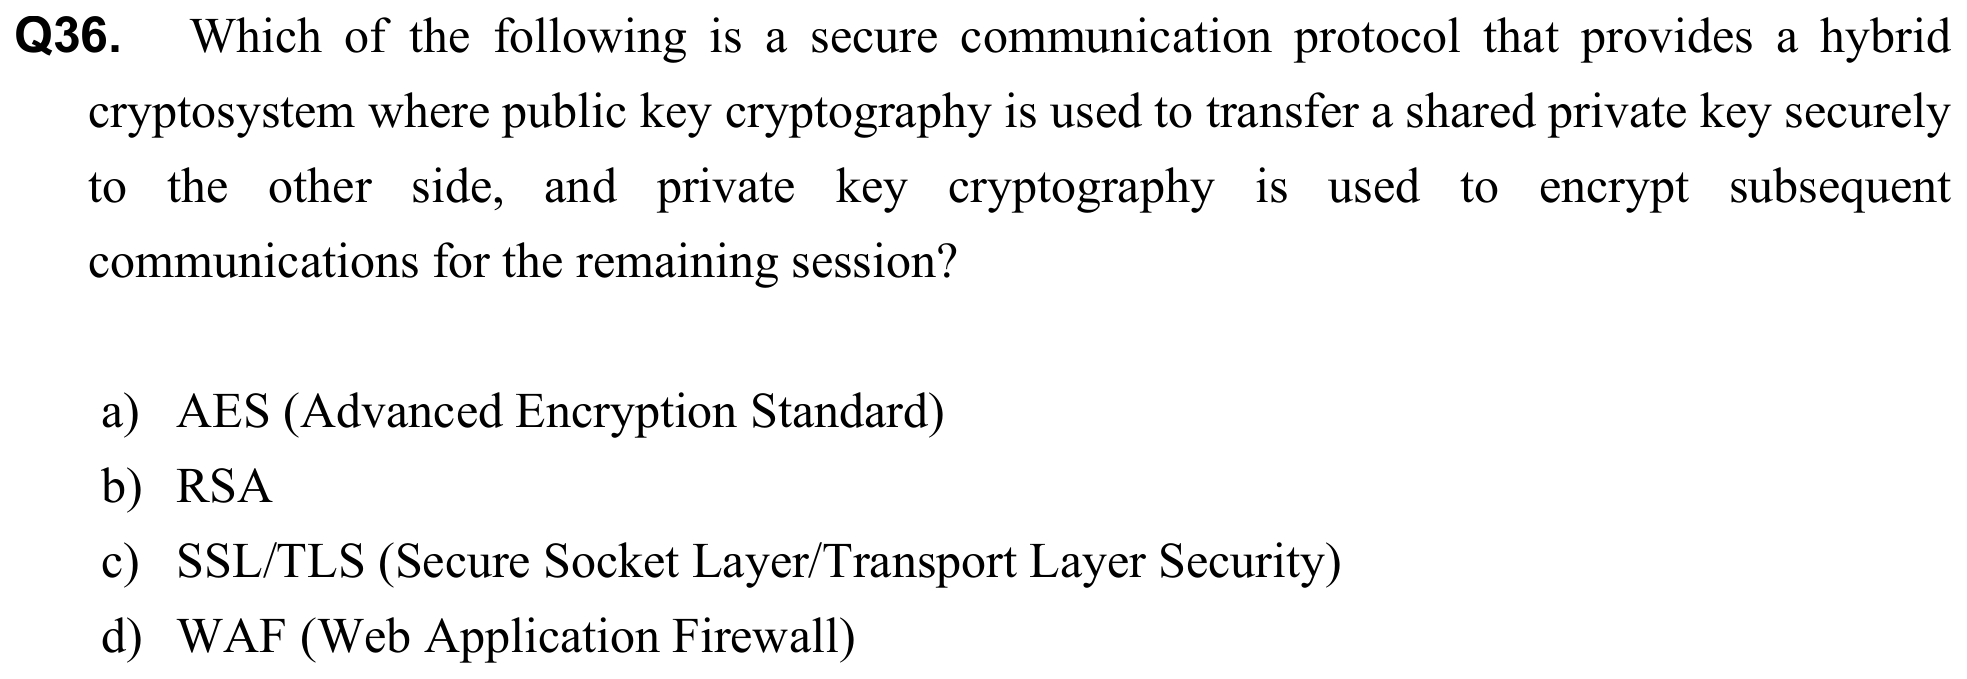 Q36. Which of the following is a secure communication protocol that provides a hybrid
cryptosystem where public key cryptography is used to transfer a shared private key securely
to the other side, and private key cryptography is used to encrypt subsequent
communications for the remaining session?
a) AES (Advanced Encryption Standard)
b) RSA
c) SSL/TLS (Secure Socket Layer/Transport Layer Security)
d) WAF (Web Application Firewall)